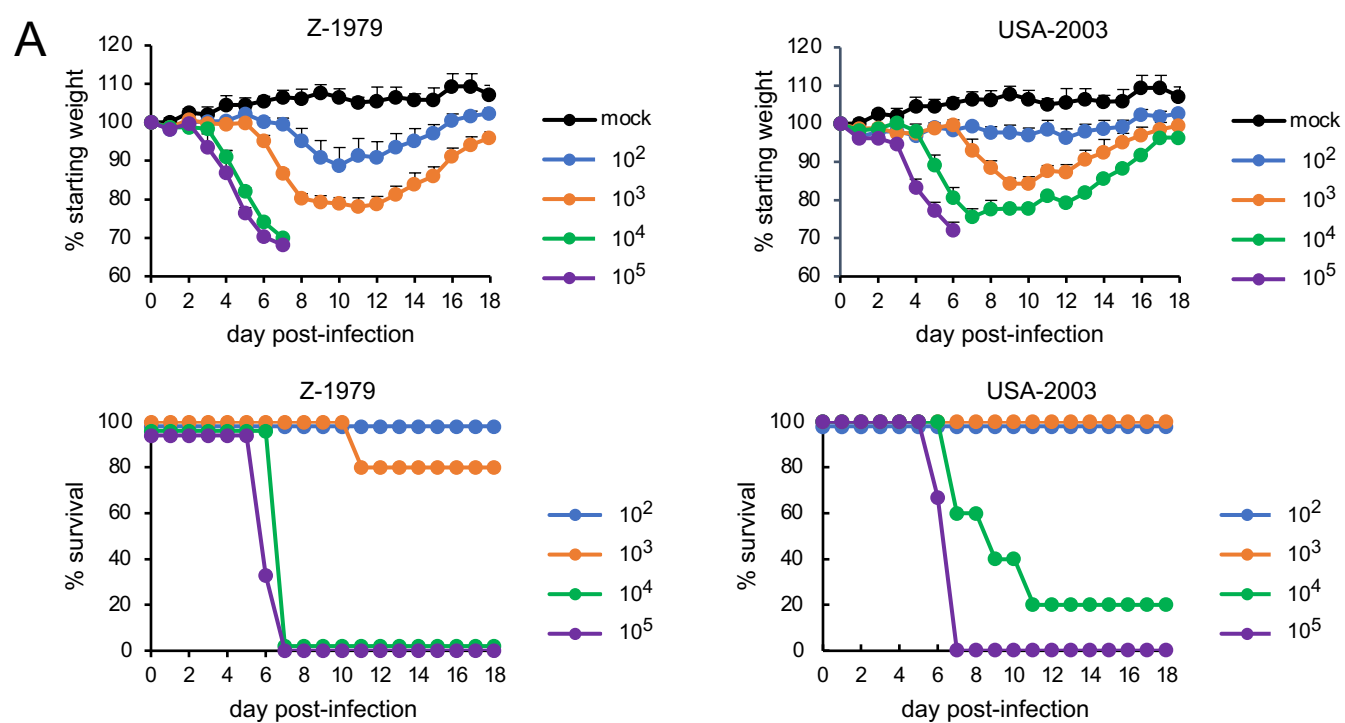 A
Z-1979
% starting weight
120
110
100
90
80
70
60
0 2 4 6 8 10 12 14 16 18
day post-infection
mock
10²
10³
10⁴
10⁵
USA-2003
% starting weight
120
110
100
90
80
70
60
0 2 4 6 8 10 12 14 16 18
day post-infection
mock
10²
10³
10⁴
10⁵
Z-1979
% survival
100
80
60
40
20
0
0 2 4 6 8 10 12 14 16 18
day post-infection
10²
10³
10⁴
10⁵
USA-2003
% survival
100
80
60
40
20
0
0 2 4 6 8 10 12 14 16 18
day post-infection
10²
10³
10⁴
10⁵